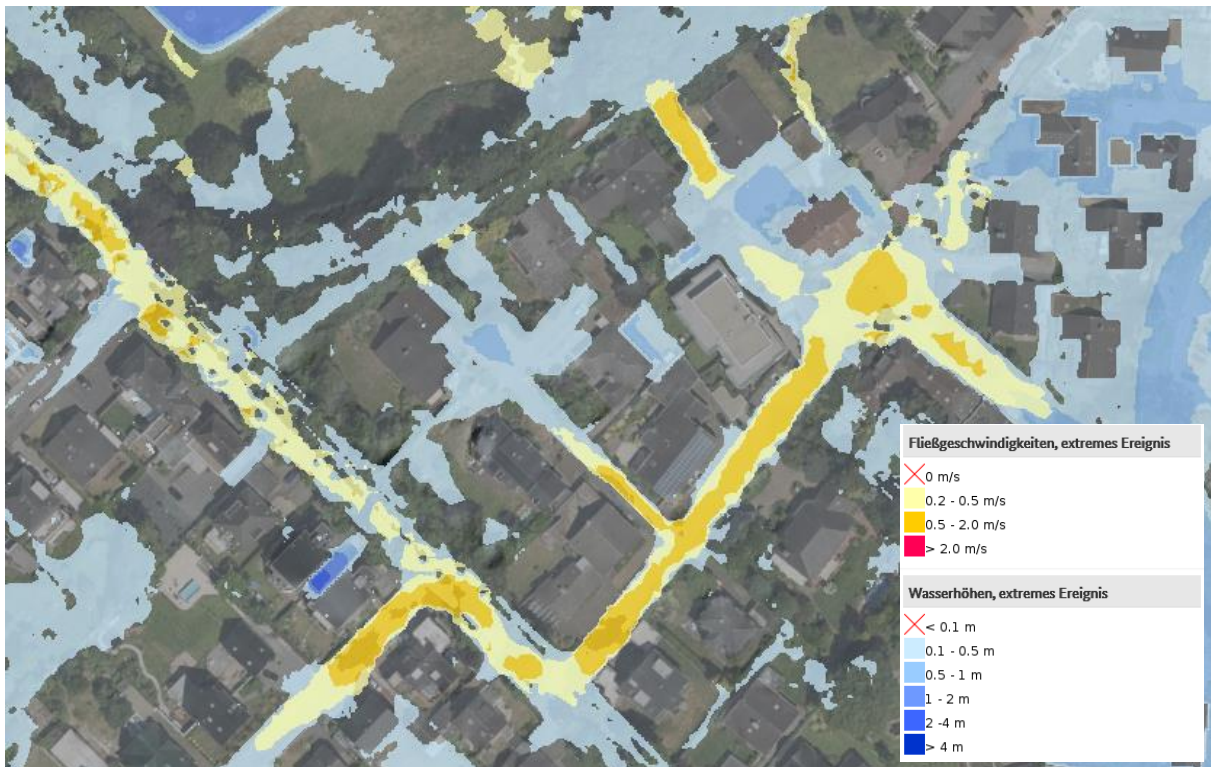 Fließgeschwindigkeiten, extremes Ereignis
0 m/s
0.2 - 0.5 m/s
0.5 - 2.0 m/s
> 2.0 m/s
Wasserhöhen, extremes Ereignis
< 0.1 m
0.1 - 0.5 m
0.5 - 1 m
1 - 2 m
2 -4 m
> 4 m